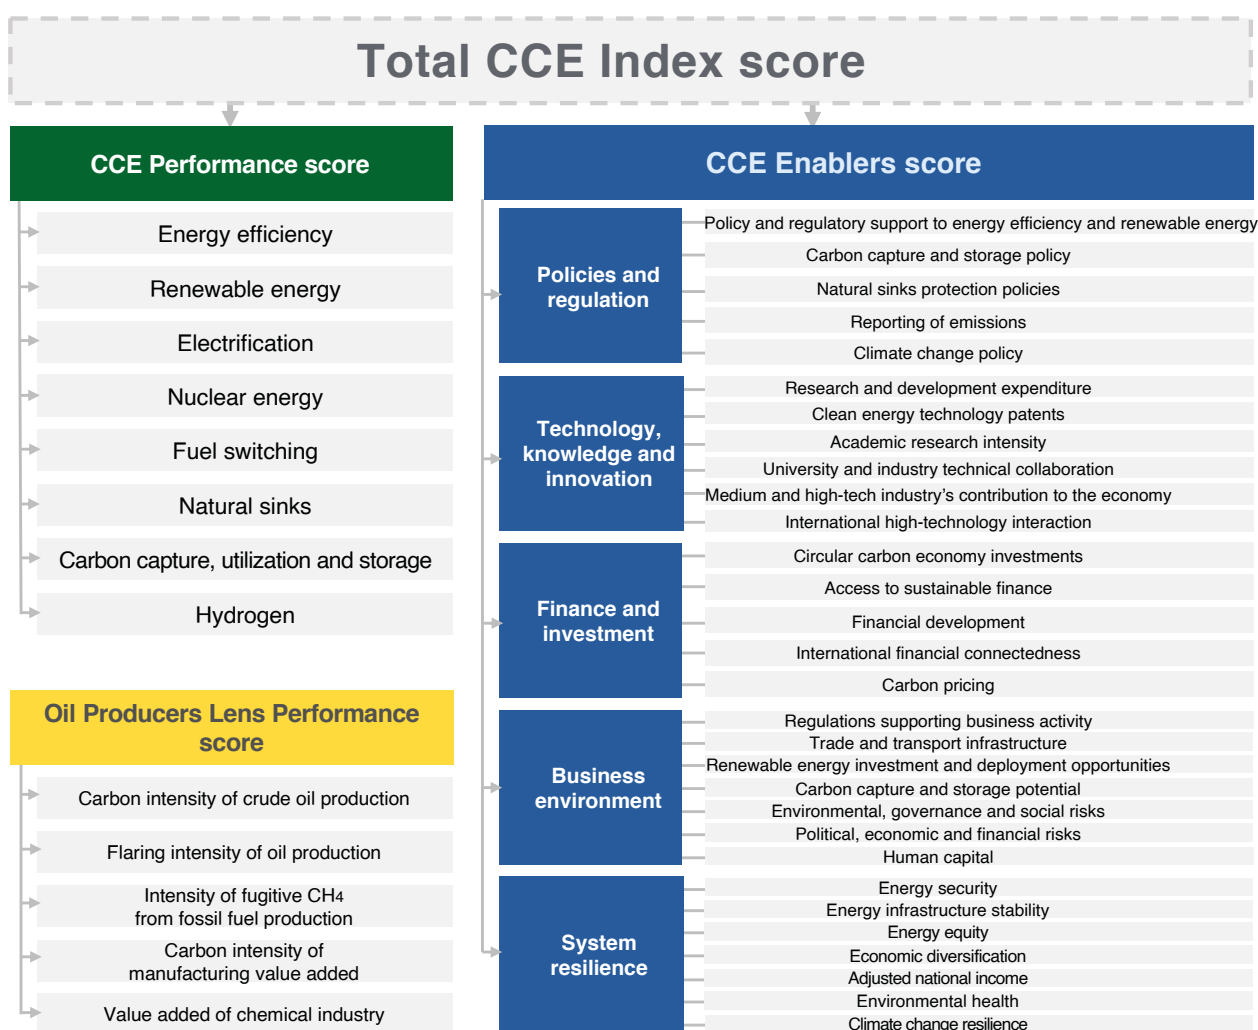 Total CCE Index score
CCE Performance score
Energy efficiency
Renewable energy
Electrification
Nuclear energy
Fuel switching
Natural sinks
Carbon capture, utilization and storage
Hydrogen
Oil Producers Lens Performance
score
Carbon intensity of crude oil production
Flaring intensity of oil production
Intensity of fugitive CH4
from fossil fuel production
Carbon intensity of
manufacturing value added
Value added of chemical industry
CCE Enablers score
Policies and
regulation
Policy and regulatory support to energy efficiency and renewable energy
Carbon capture and storage policy
Natural sinks protection policies
Reporting of emissions
Climate change policy
Technology,
knowledge and
innovation
Research and development expenditure
Clean energy technology patents
Academic research intensity
University and industry technical collaboration
Medium and high-tech industry’s contribution to the economy
International high-technology interaction
Finance and
investment
Circular carbon economy investments
Access to sustainable finance
Financial development
International financial connectedness
Carbon pricing
Business
environment
Regulations supporting business activity
Trade and transport infrastructure
Renewable energy investment and deployment opportunities
Carbon capture and storage potential
Environmental, governance and social risks
Political, economic and financial risks
Human capital
System
resilience
Energy security
Energy infrastructure stability
Energy equity
Economic diversification
Adjusted national income
Environmental health
Climate change resilience